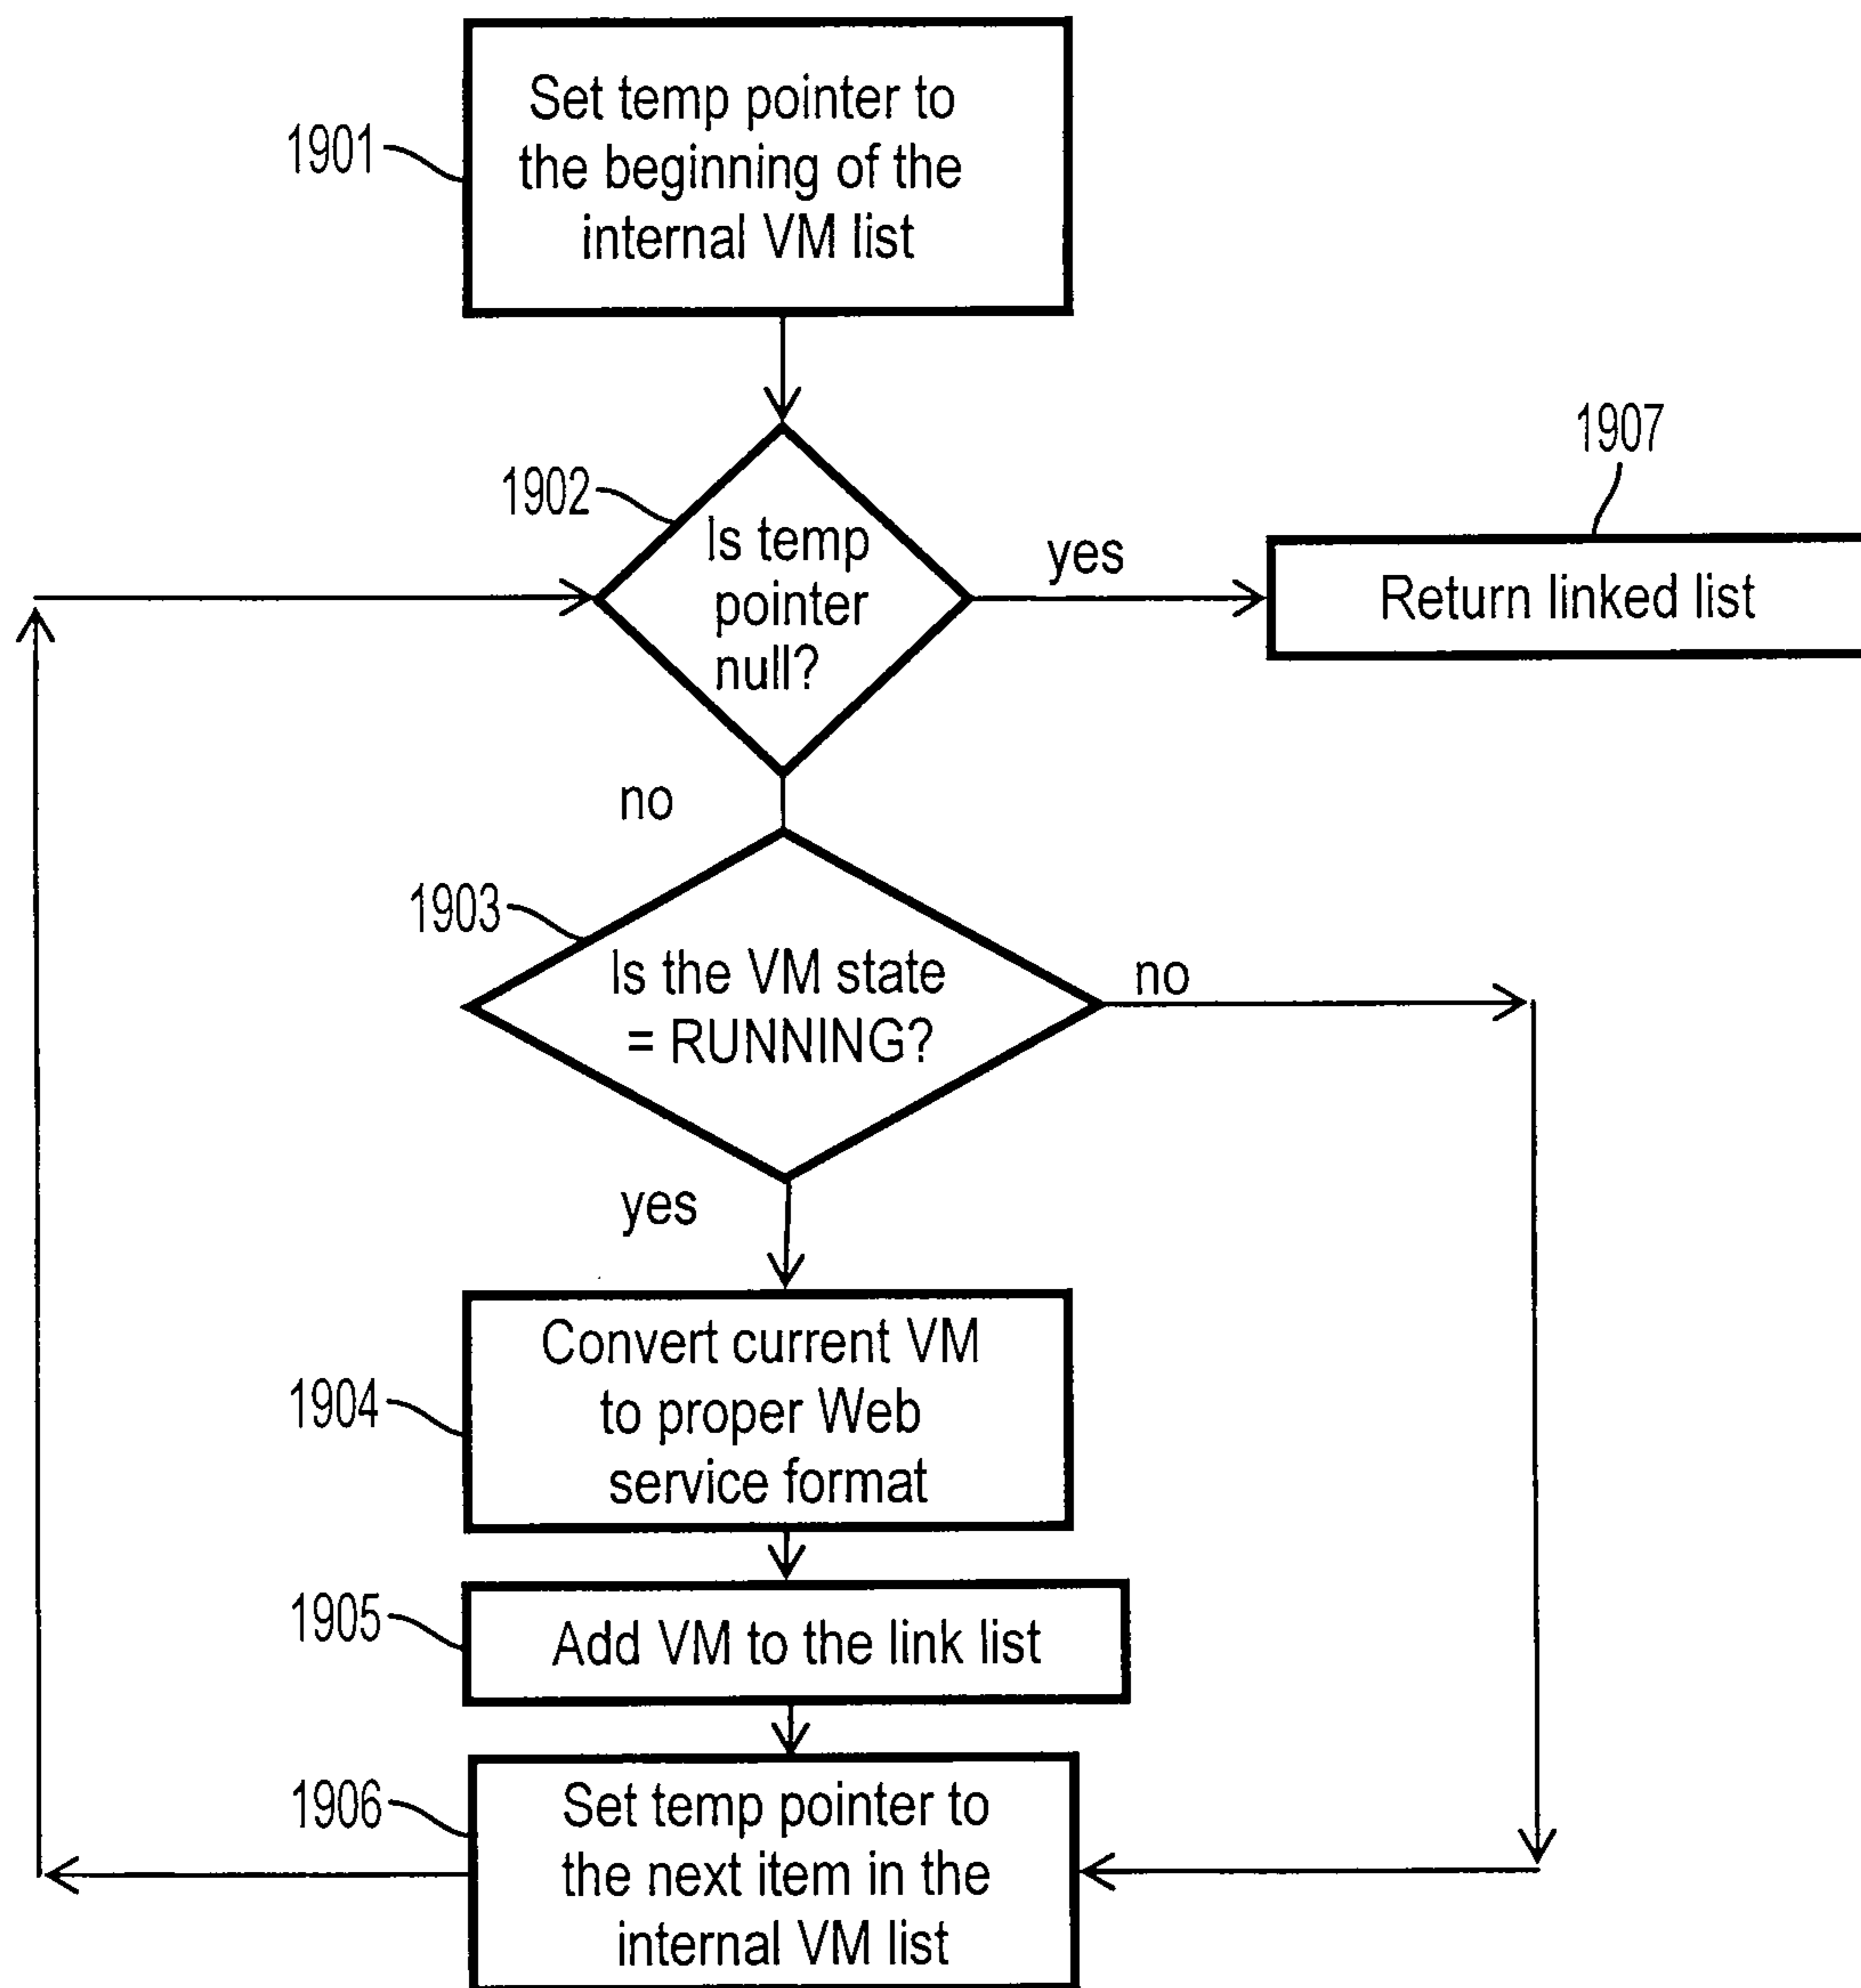 Set temp pointer to
the beginning of the
internal VM list
1901
1907
1902
Is temp
pointer
null?
yes
Return linked list
no
1903
Is the VM state
= RUNNING?
no
yes
Convert current VM
to proper Web
service format
1904
1905
Add VM to the link list
1906
Set temp pointer to
the next item in the
internal VM list